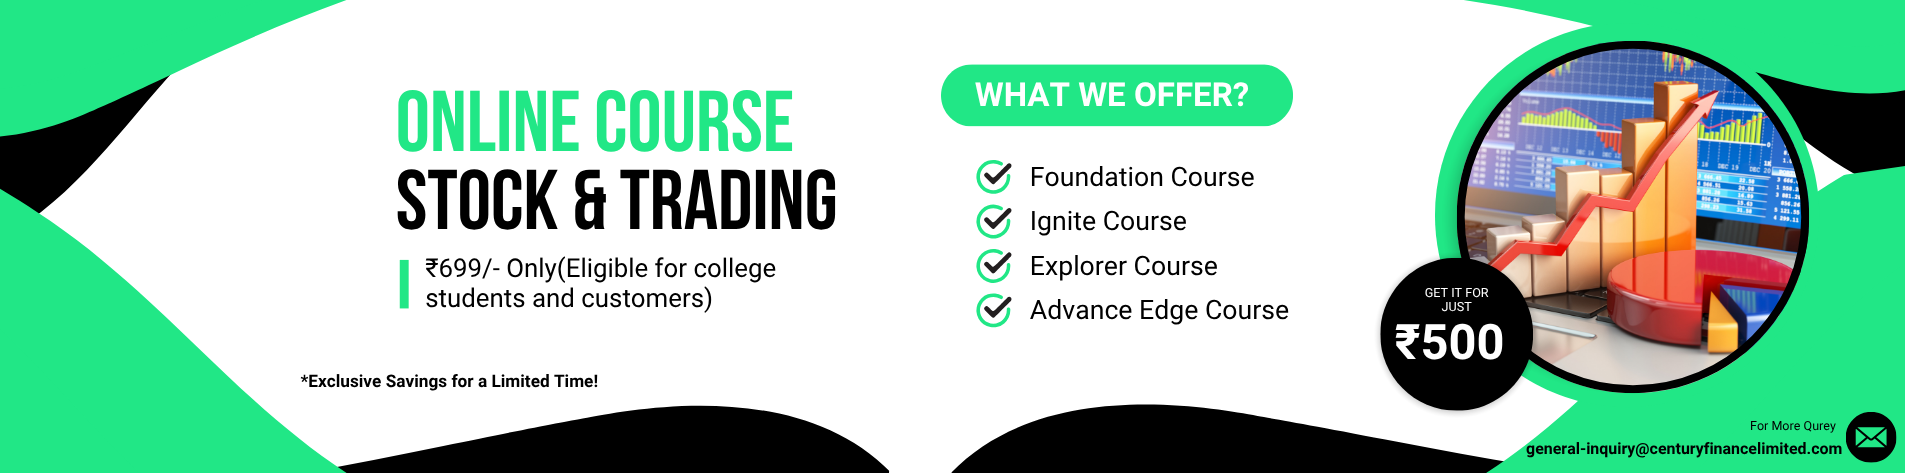 ONLINE COURSE
STOCK & TRADING
₹699/- Only(Eligible for college
students and customers)
*Exclusive Savings for a Limited Time!
WHAT WE OFFER?
Foundation Course
Ignite Course
Explorer Course
Advance Edge Course
GET IT FOR
JUST
₹500
For More Qurey
general-inquiry@centuryfinancelimited.com